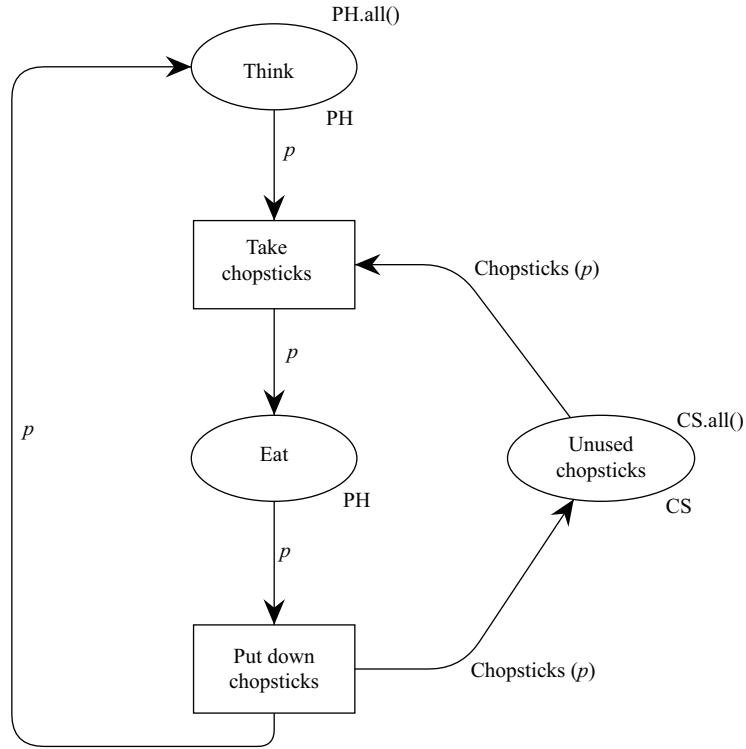 PH.all()
Think
PH
p
Take
chopsticks
Chopsticks (p)
p
p
CS.all()
Eat
Unused
chopsticks
PH
CS
p
Put down
chopsticks
Chopsticks (p)